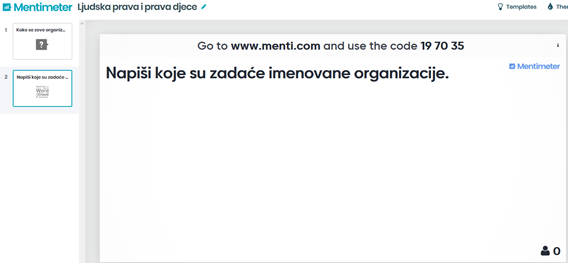 Mentimeter Ljudska prava i prava djece
Templates
1
Kako se zove organiz...
?
2
Napiši koje su zadaće ...
Word
Go to www.menti.com and use the code 19 70 35
Mentimeter
Napiši koje su zadaće imenovane organizacije.
0